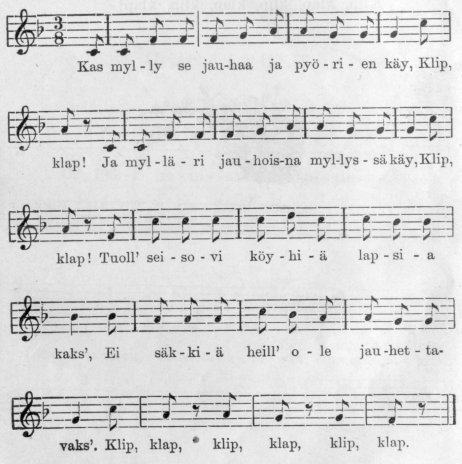 3
8
Kas myl-ly se jau-haa ja pyö-ri-en käy, Klip,
klap! Ja myl-lä-ri jau-hois-na myl-lys-sä käy, Klip,
klap! Tuoll' sei-so-vi köy-hi-ä lap-si-a
kaks', Ei säk-ki-ä heill' o-le jau-het-ta-
vaks'. Klip, klap, klip, klap, klip, klap.